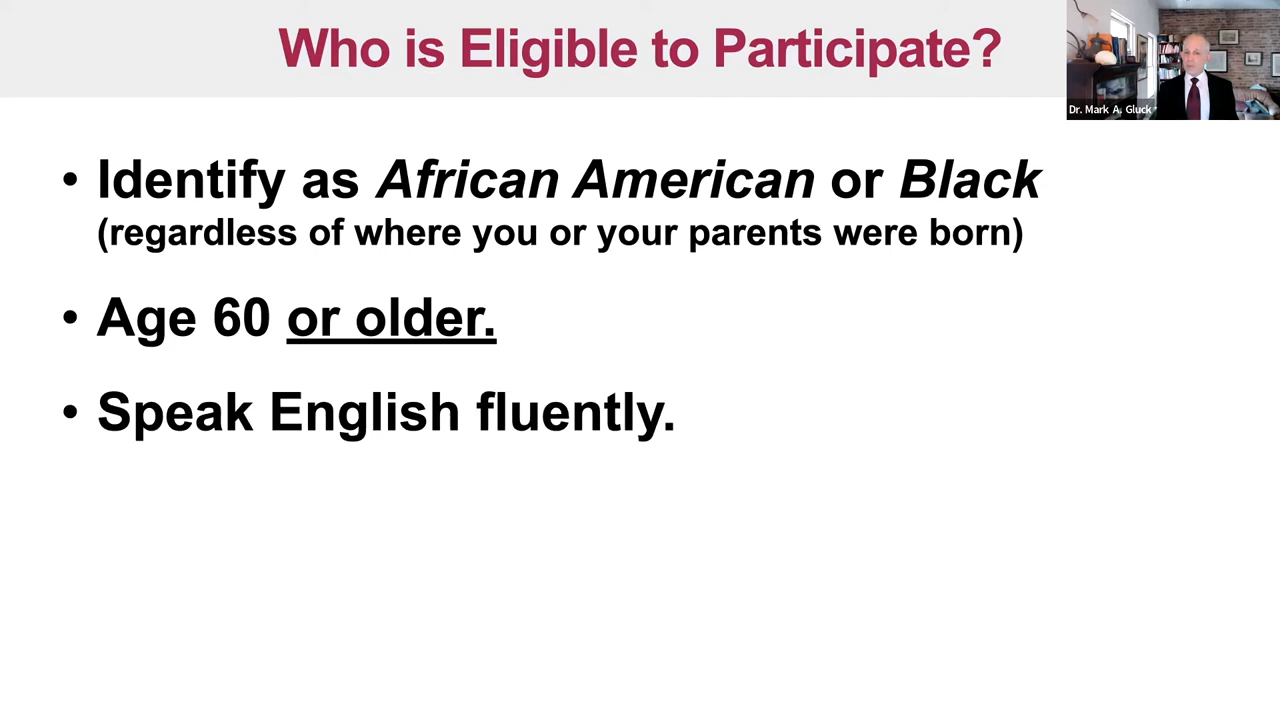 Who is Eligible to Participate?
Dr. Mark A. Gluck
• Identify as African American or Black
(regardless of where you or your parents were born)
• Age 60 or older.
• Speak English fluently.